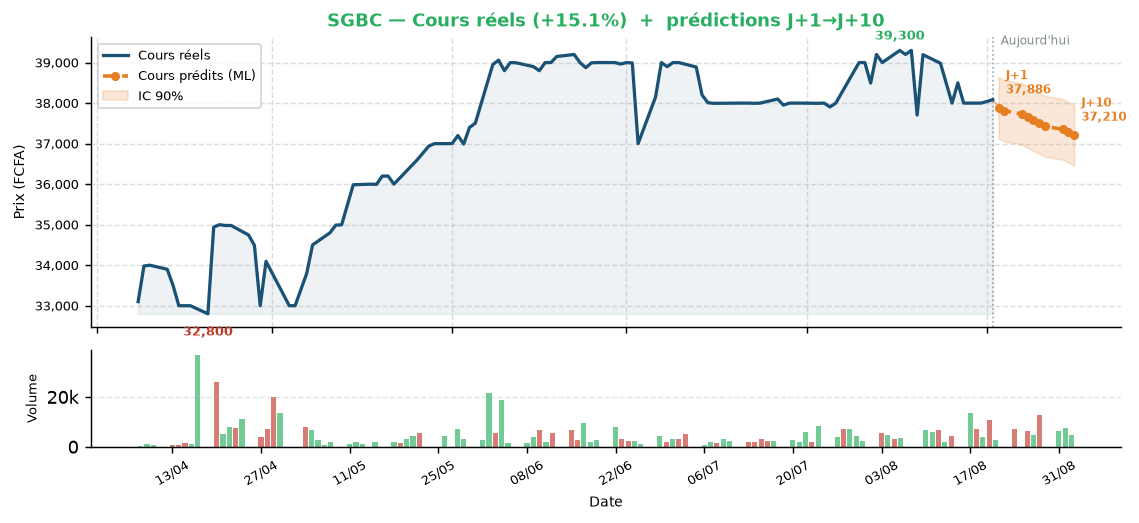 SGBC — Cours réels (+15.1%)  +  prédictions J+1→J+10
39,300
Aujourd'hui
Cours réels
Cours prédits (ML)
IC 90%
J+1
37,886
J+10
37,210
39,000
38,000
37,000
36,000
35,000
34,000
33,000
Prix (FCFA)
32,800
Volume
20k
0
13/04
27/04
11/05
25/05
08/06
22/06
06/07
20/07
03/08
17/08
31/08
Date